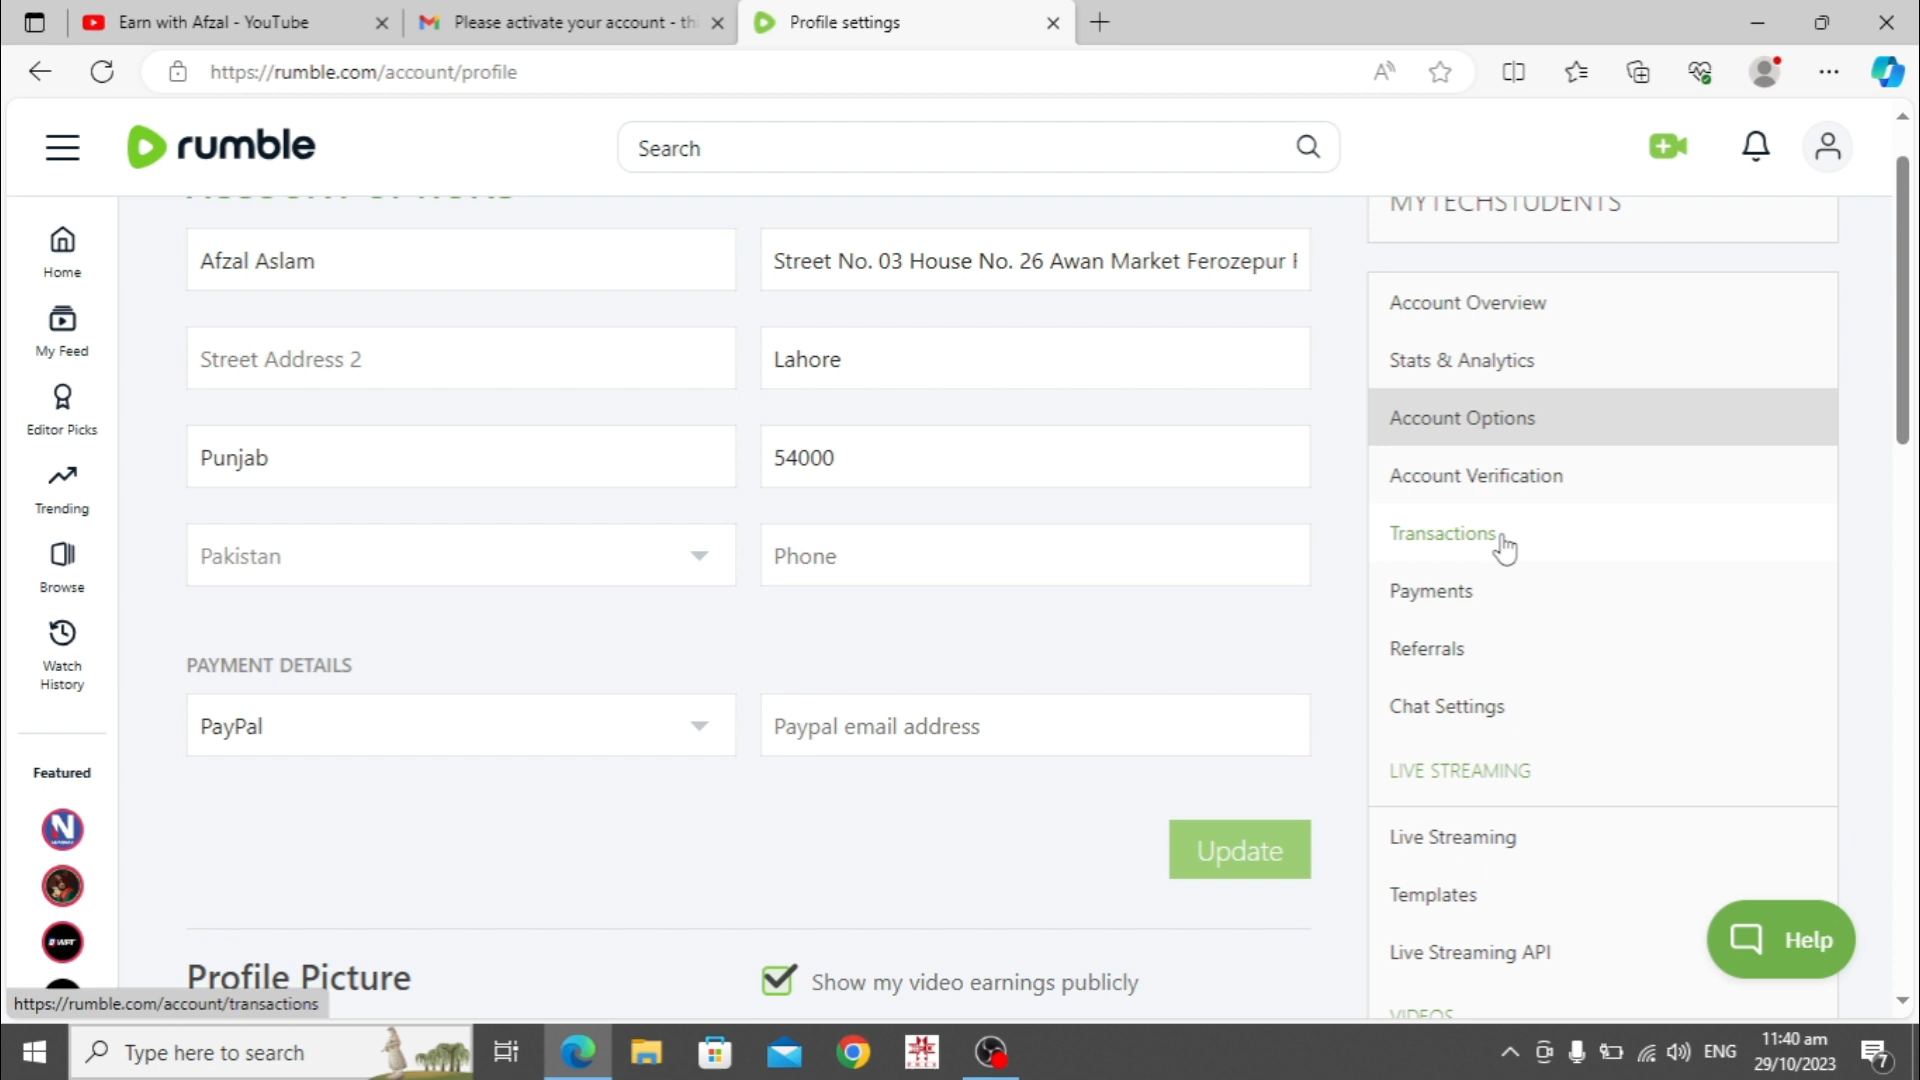 Earn with Afzal - YouTube
Please activate your account - thi
Profile settings
https://rumble.com/account/profile
rumble
Search
MYTECHSTUDENTS
Afzal Aslam
Street No. 03 House No. 26 Awan Market Ferozepur
Street Address 2
Lahore
Punjab
54000
Pakistan
Phone
PAYMENT DETAILS
PayPal
Paypal email address
Update
Profile Picture
Show my video earnings publicly
Home
My Feed
Editor Picks
Trending
Browse
Watch
History
Featured
N
Account Overview
Stats & Analytics
Account Options
Account Verification
Transactions
Payments
Referrals
Chat Settings
LIVE STREAMING
Live Streaming
Templates
Live Streaming API
VIDEOS
Help
https://rumble.com/account/transactions
Type here to search
ENG
11:40 am
29/10/2023
7